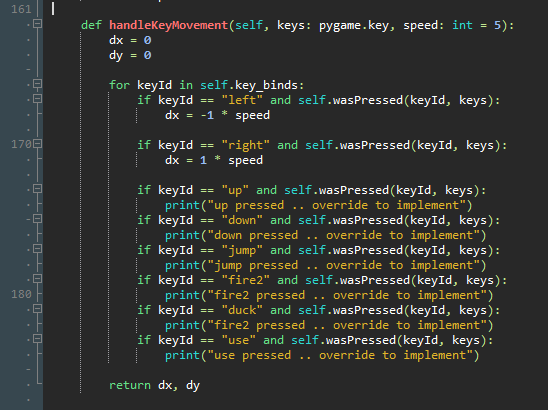 161
def handleKeyMovement(self, keys: pygame.key, speed: int = 5):
dx = 0
dy = 0
for keyId in self.key_binds:
if keyId == "left" and self.wasPressed(keyId, keys):
dx = -1 * speed
170 if keyId == "right" and self.wasPressed(keyId, keys):
dx = 1 * speed
if keyId == "up" and self.wasPressed(keyId, keys):
print("up pressed .. override to implement")
if keyId == "down" and self.wasPressed(keyId, keys):
print("down pressed .. override to implement")
if keyId == "jump" and self.wasPressed(keyId, keys):
print("jump pressed .. override to implement")
if keyId == "fire2" and self.wasPressed(keyId, keys):
180 print("fire2 pressed .. override to implement")
if keyId == "duck" and self.wasPressed(keyId, keys):
print("fire2 pressed .. override to implement")
if keyId == "use" and self.wasPressed(keyId, keys):
print("use pressed .. override to implement")
return dx, dy